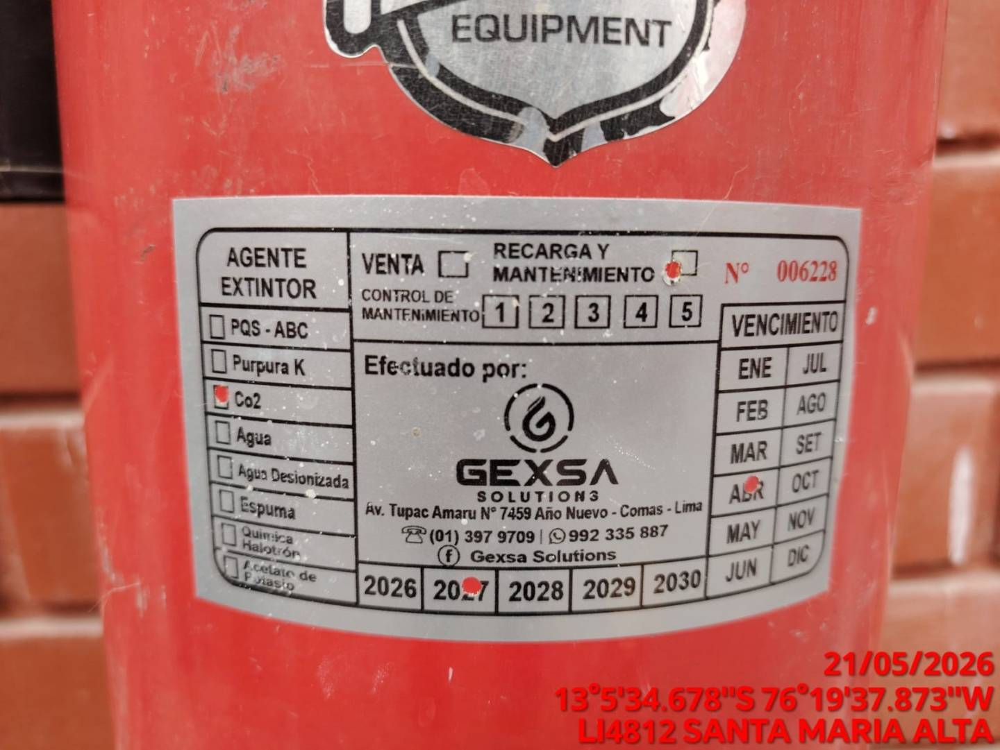 EQUIPMENT
AGENTE
EXTINTOR
PQS - ABC
Purpura K
Co2
Agua
Agua Desionizada
Espuma
Quimica
Halotrón
Acetato de
Potasio
VENTA
RECARGA Y
MANTENIMIENTO
CONTROL DE
MANTENIMIENTO 1 2 3 4 5
Nº 006228
Efectuado por:
GEXSA
SOLUTIONS
Av. Tupac Amaru N° 7459 Año Nuevo - Comas - Lima
(01) 397 9709 | 992 335 887
f Gexsa Solutions
2026 2027 2028 2029 2030
VENCIMIENTO
ENE JUL
FEB AGO
MAR SET
ABR OCT
MAY NOV
JUN DIC
21/05/2026
13°5'34.678"S 76°19'37.873"W
LI4812 SANTA MARIA ALTA